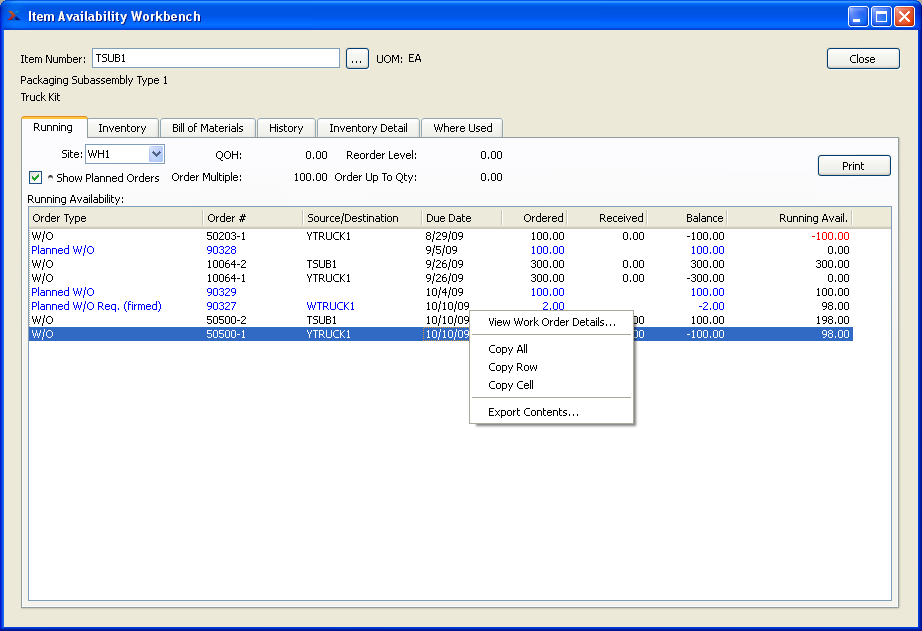 Item Availability Workbench
Item Number: TSUB1 ... UOM: EA Close
Packaging Subassembly Type 1
Truck Kit
Running Inventory Bill of Materials History Inventory Detail Where Used
Site: WH1 QOH: 0.00 Reorder Level: 0.00
Print
^ Show Planned Orders Order Multiple: 100.00 Order Up To Qty: 0.00
Running Availability:
Order Type Order # Source/Destination Due Date Ordered Received Balance Running Avail.
W/O 50203-1 YTRUCK1 8/29/09 100.00 0.00 -100.00 -100.00
Planned W/O 90328 9/5/09 100.00 100.00 0.00
W/O 10064-2 TSUB1 9/26/09 300.00 0.00 300.00 300.00
W/O 10064-1 YTRUCK1 9/26/09 300.00 0.00 -300.00 0.00
Planned W/O 90329 10/4/09 100.00 100.00 100.00
Planned W/O Req. (firmed) 90327 WTRUCK1 10/10/09 2.00 -2.00 98.00
W/O 50500-2 TSUB1 10/10/09 00 100.00 198.00
W/O 50500-1 YTRUCK1 10/10/09 00 -100.00 98.00
View Work Order Details...
Copy All
Copy Row
Copy Cell
Export Contents...